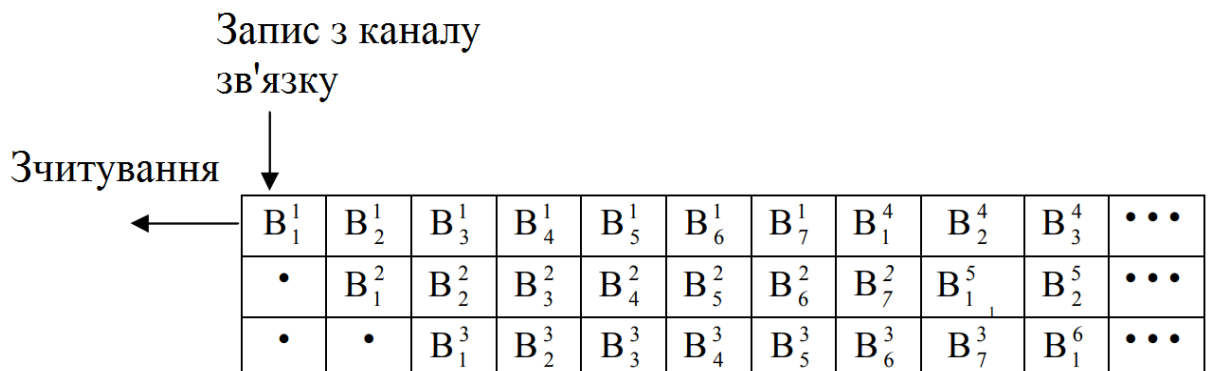 Запис з каналу
зв'язку
Зчитування
B₁¹ B₂¹ B₃¹ B₄¹ B₅¹ B₆¹ B₇¹ B₁⁴ B₂⁴ B₃⁴ •••
• B₁² B₂² B₃² B₄² B₅² B₆² B₇² B₁⁵ ₁ B₂⁵ •••
• • B₁³ B₂³ B₃³ B₄³ B₅³ B₆³ B₇³ B₁⁶ •••